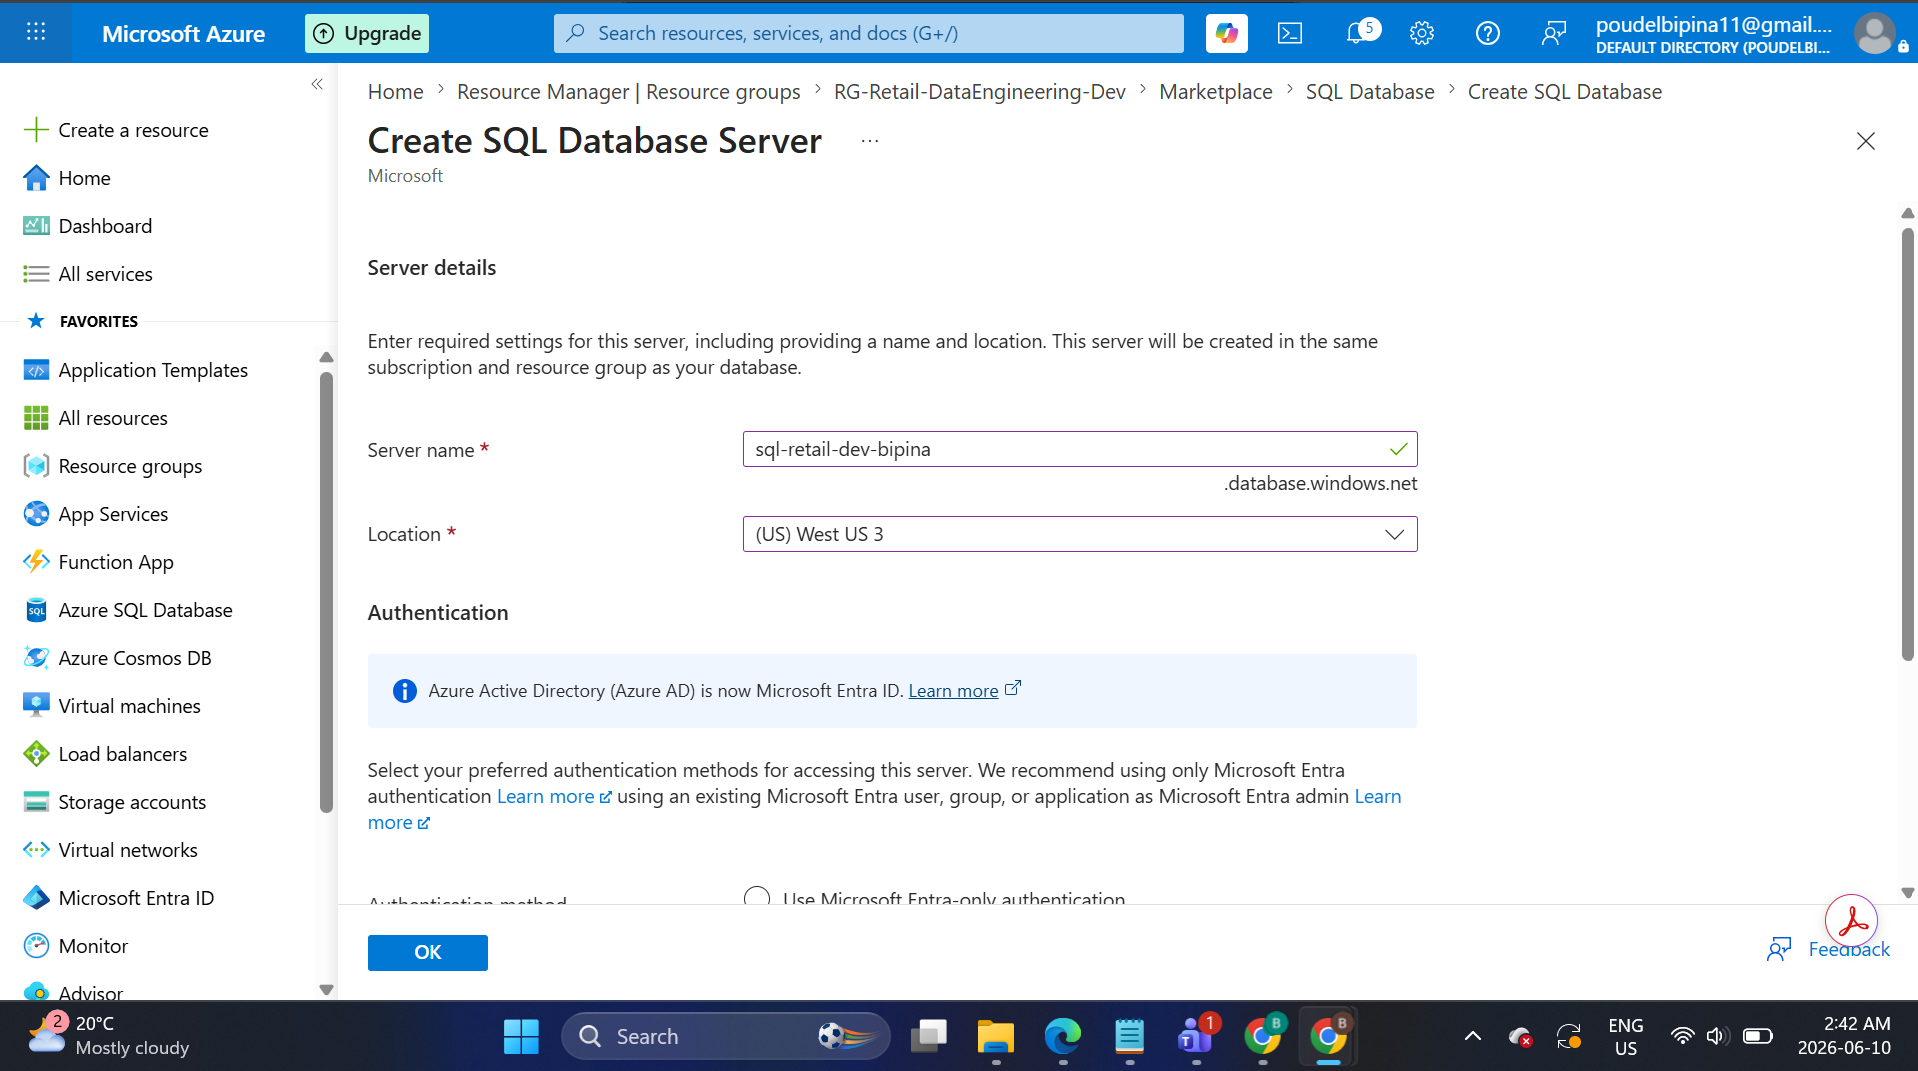 Microsoft Azure
Upgrade
Search resources, services, and docs (G+/)
5
poudelbipina11@gmail....
DEFAULT DIRECTORY (POUDELBI...
Create a resource
Home
Dashboard
All services
FAVORITES
Application Templates
All resources
Resource groups
App Services
Function App
SQL
Azure SQL Database
Azure Cosmos DB
Virtual machines
Load balancers
Storage accounts
Virtual networks
Microsoft Entra ID
Monitor
Advisor
Home > Resource Manager | Resource groups > RG-Retail-DataEngineering-Dev > Marketplace > SQL Database > Create SQL Database
Create SQL Database Server ...
Microsoft
Server details
Enter required settings for this server, including providing a name and location. This server will be created in the same
subscription and resource group as your database.
Server name *
sql-retail-dev-bipina
.database.windows.net
Location *
(US) West US 3
Authentication
Azure Active Directory (Azure AD) is now Microsoft Entra ID. Learn more
Select your preferred authentication methods for accessing this server. We recommend using only Microsoft Entra
authentication Learn more using an existing Microsoft Entra user, group, or application as Microsoft Entra admin Learn
more
Authentication method
Use Microsoft Entra-only authentication
OK
Feedback
2
20°C
Mostly cloudy
Search
T
1
B
B
ENG
US
2:42 AM
2026-06-10